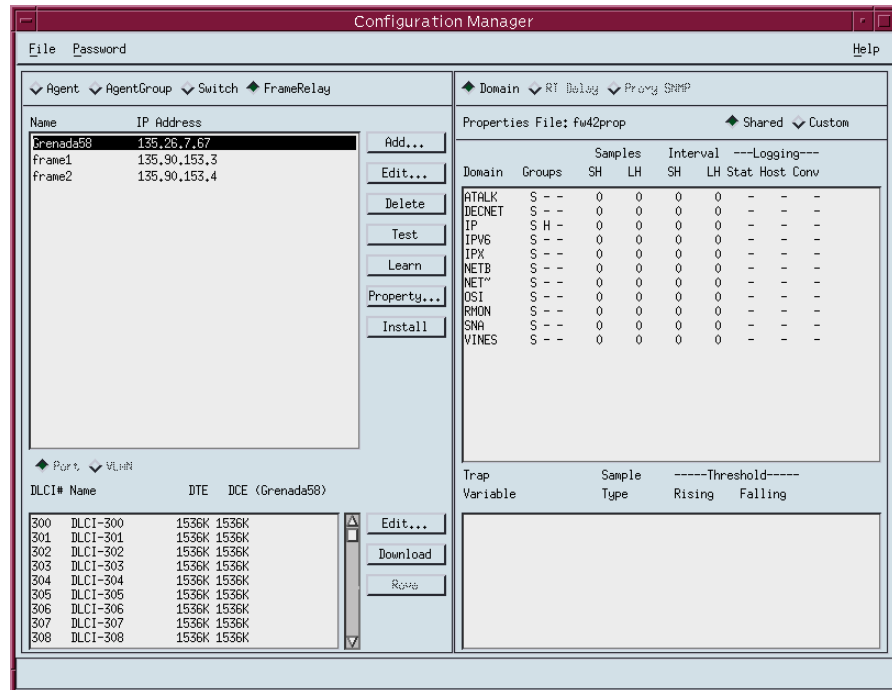 Configuration Manager
File Password Help
Agent AgentGroup Switch FrameRelay
Name IP Address
Grenada58 135.26.7.67
frame1 135.90.153.3
frame2 135.90.153.4
Add...
Edit...
Delete
Test
Learn
Property...
Install
Port VLAN
DLCI# Name DTE DCE (Grenada58)
300 DLCI-300 1536K 1536K
301 DLCI-301 1536K 1536K
302 DLCI-302 1536K 1536K
303 DLCI-303 1536K 1536K
304 DLCI-304 1536K 1536K
305 DLCI-305 1536K 1536K
306 DLCI-306 1536K 1536K
307 DLCI-307 1536K 1536K
308 DLCI-308 1536K 1536K
Edit...
Download
Domain RT Delay Proxy SNMP
Properties File: fw42prop Shared Custom
Samples Interval ---Logging---
Domain Groups SH LH SH LH Stat Host Conv
ATALK S - - 0 0 0 0 - - -
DECNET S - - 0 0 0 0 - - -
IP S H - 0 0 0 0 - - -
IPV6 S - - 0 0 0 0 - - -
IPX S - - 0 0 0 0 - - -
NETB S - - 0 0 0 0 - - -
NET~ S - - 0 0 0 0 - - -
OSI S - - 0 0 0 0 - - -
RMON S - - 0 0 0 0 - - -
SNA S - - 0 0 0 0 - - -
VINES S - - 0 0 0 0 - - -
Trap Sample -----Threshold-----
Variable Type Rising Falling